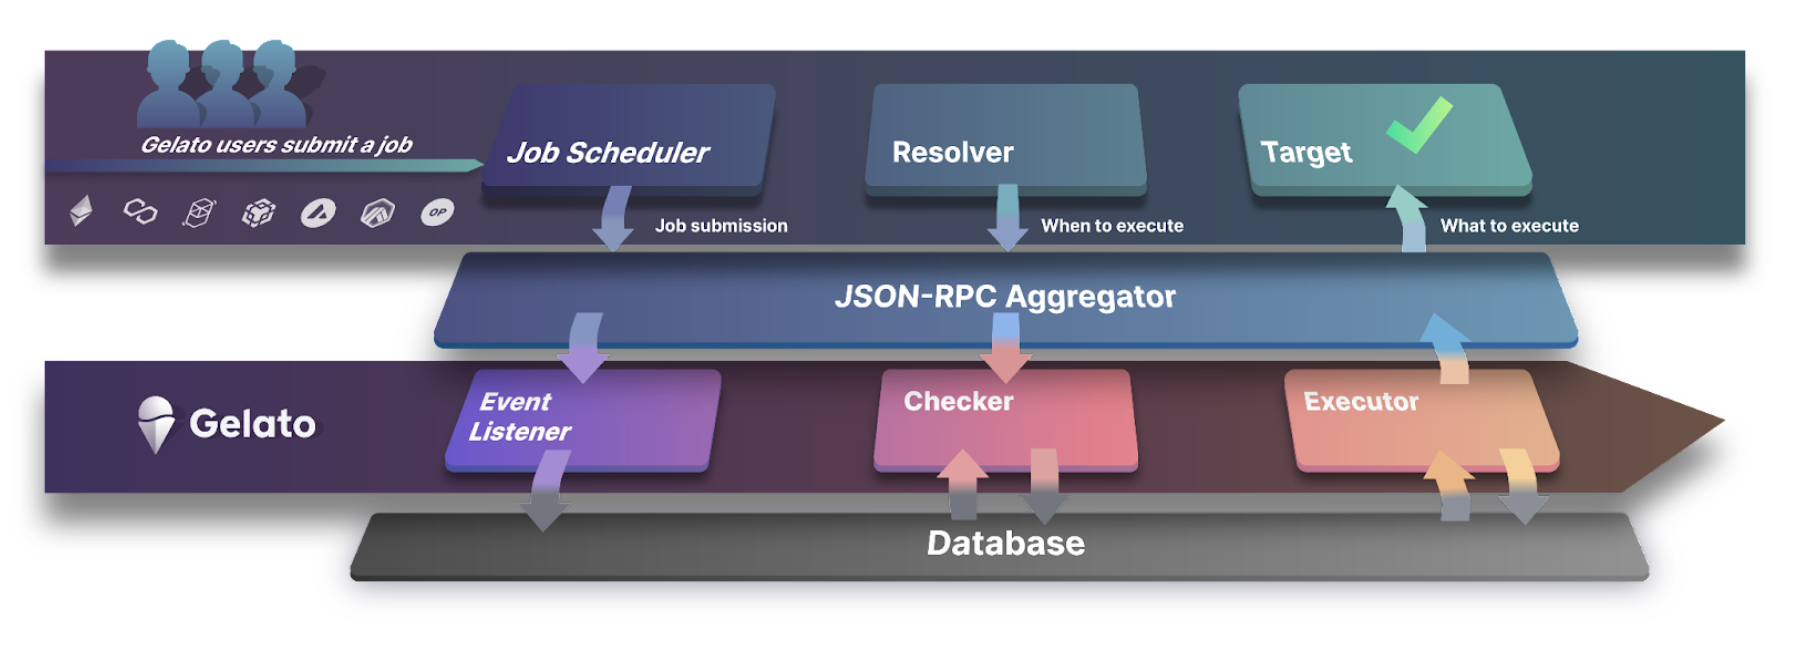 Gelato users submit a job
Job Scheduler
Resolver
Target
OP
Job submission
When to execute
What to execute
JSON-RPC Aggregator
Gelato
Event
Listener
Checker
Executor
Database